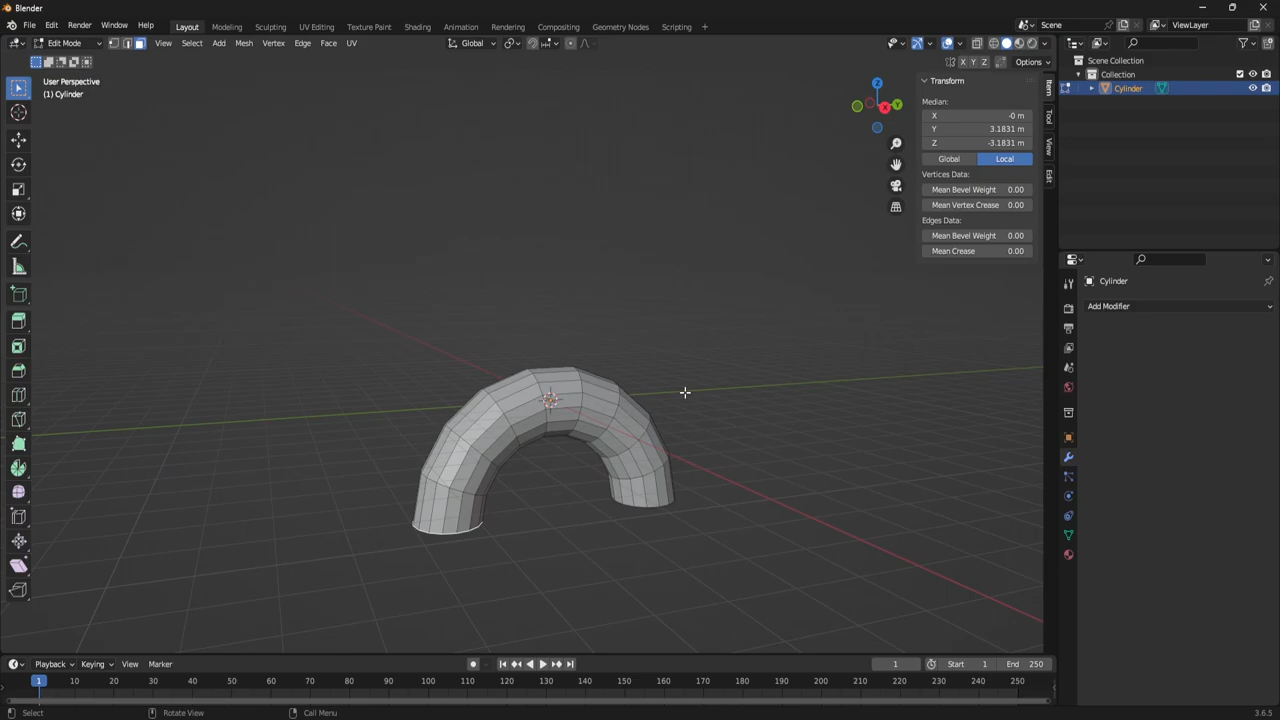 Blender
File Edit Render Window Help Layout Modeling Sculpting UV Editing Texture Paint Shading Animation Rendering Compositing Geometry Nodes Scripting + Scene ViewLayer
Edit Mode View Select Add Mesh Vertex Edge Face UV Global
X Y Z Options
User Perspective
(1) Cylinder
Z
Y
X
Transform
Median:
X -0 m
Y 3.1831 m
Z -3.1831 m
Global Local
Vertices Data:
Mean Bevel Weight 0.00
Mean Vertex Crease 0.00
Edges Data:
Mean Bevel Weight 0.00
Mean Crease 0.00
Item
Tool
View
Edit
Scene Collection
Collection
Cylinder
Cylinder
Add Modifier
Playback Keying View Marker 1 Start 1 End 250
1 10 20 30 40 50 60 70 80 90 100 110 120 130 140 150 160 170 180 190 200 210 220 230 240 250
Select Rotate View Call Menu 3.6.5